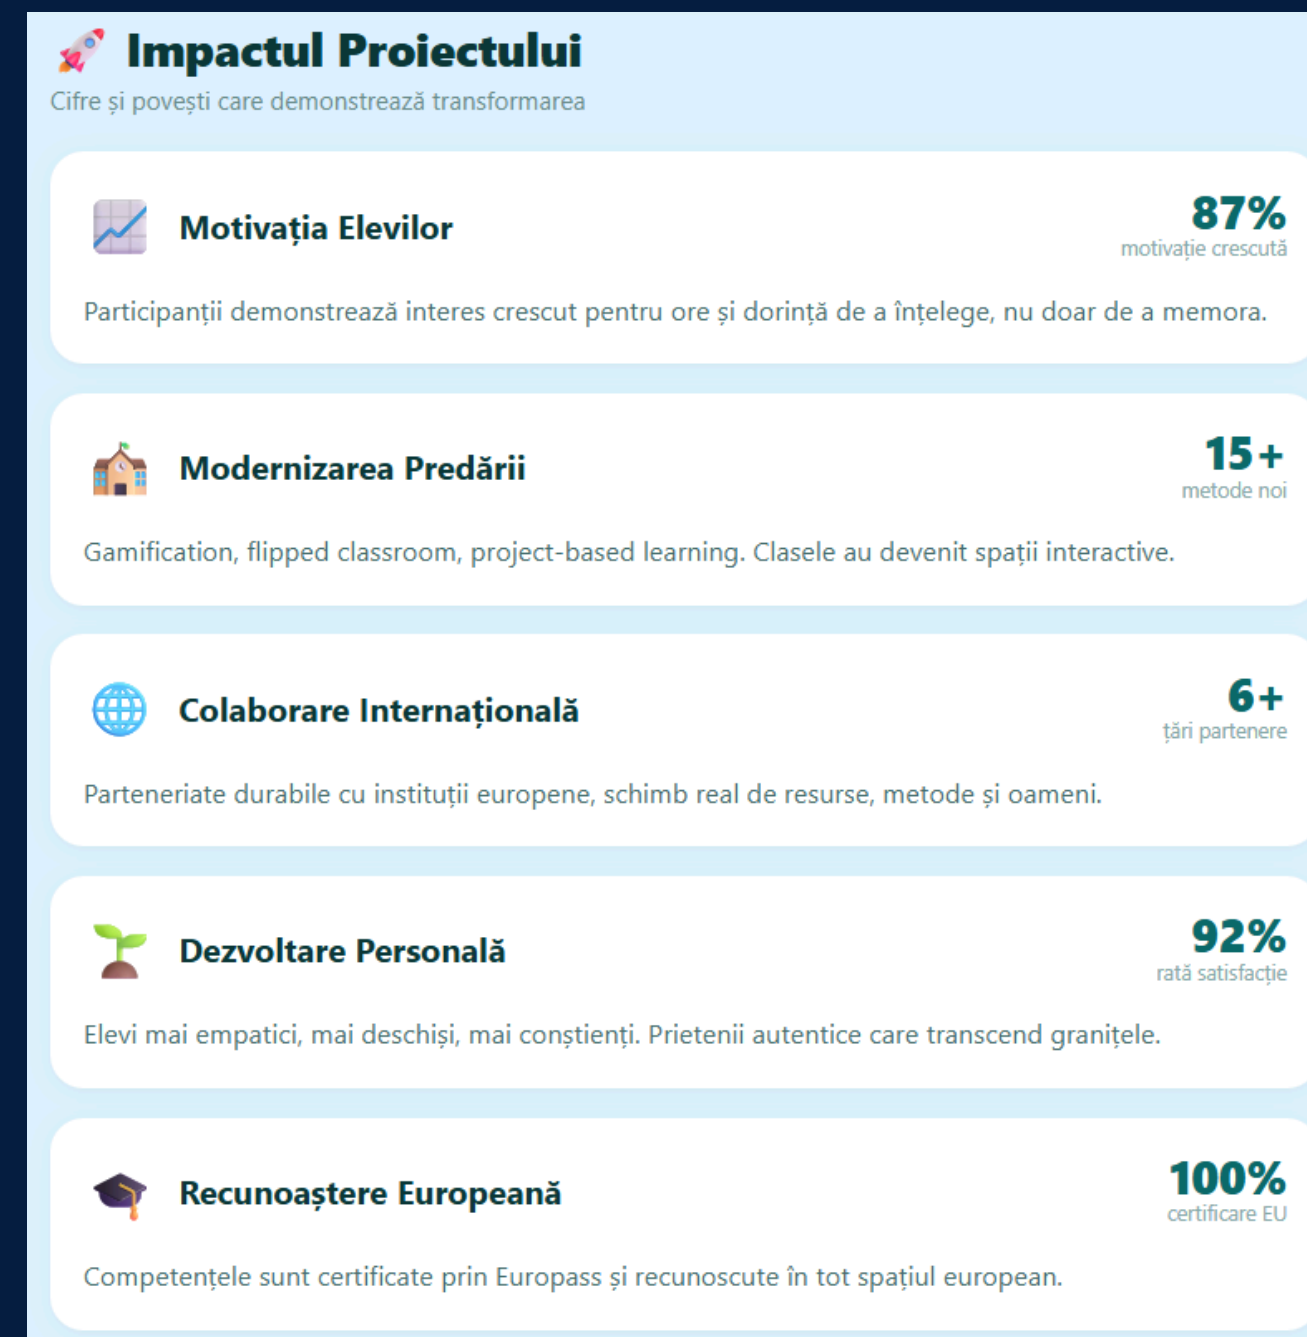 Impactul Proiectului
Cifre și povești care demonstrează transformarea
Motivația Elevilor
87%
motivație crescută
Participanții demonstrează interes crescut pentru ore și dorință de a înțelege, nu doar de a memora.
Modernizarea Predării
15+
metode noi
Gamification, flipped classroom, project-based learning. Clasele au devenit spații interactive.
Colaborare Internațională
6+
țări partenere
Parteneriate durabile cu instituții europene, schimb real de resurse, metode și oameni.
Dezvoltare Personală
92%
rată satisfacție
Elevi mai empatici, mai deschiși, mai conștienți. Prietenii autentice care transcend granițele.
Recunoaștere Europeană
100%
certificare EU
Competențele sunt certificate prin Europass și recunoscute în tot spațiul european.